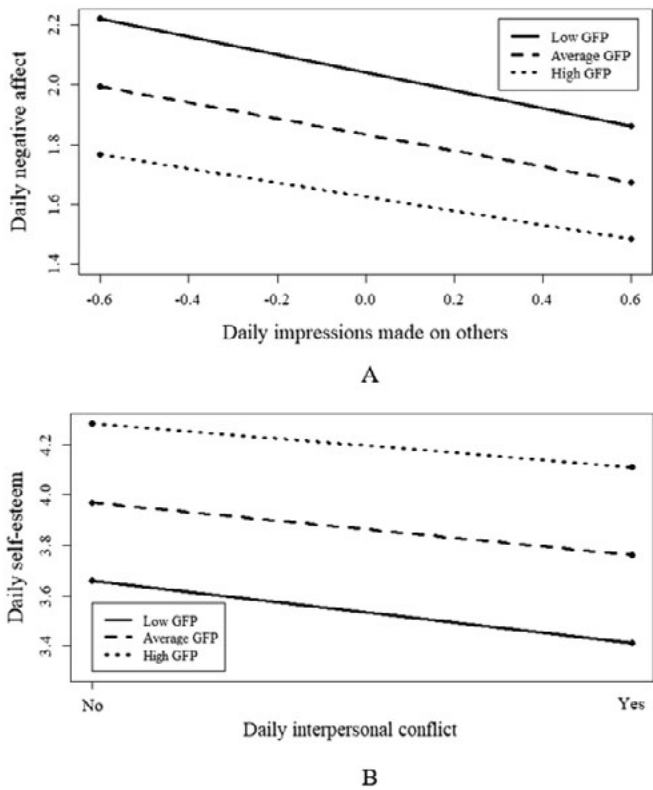 Daily negative affect
2.2
2.0
1.8
1.6
1.4
Low GFP
Average GFP
High GFP
-0.6 -0.4 -0.2 0.0 0.2 0.4 0.6
Daily impressions made on others
A
Daily self-esteem
4.2
4.0
3.8
3.6
3.4
Low GFP
Average GFP
High GFP
No Yes
Daily interpersonal conflict
B